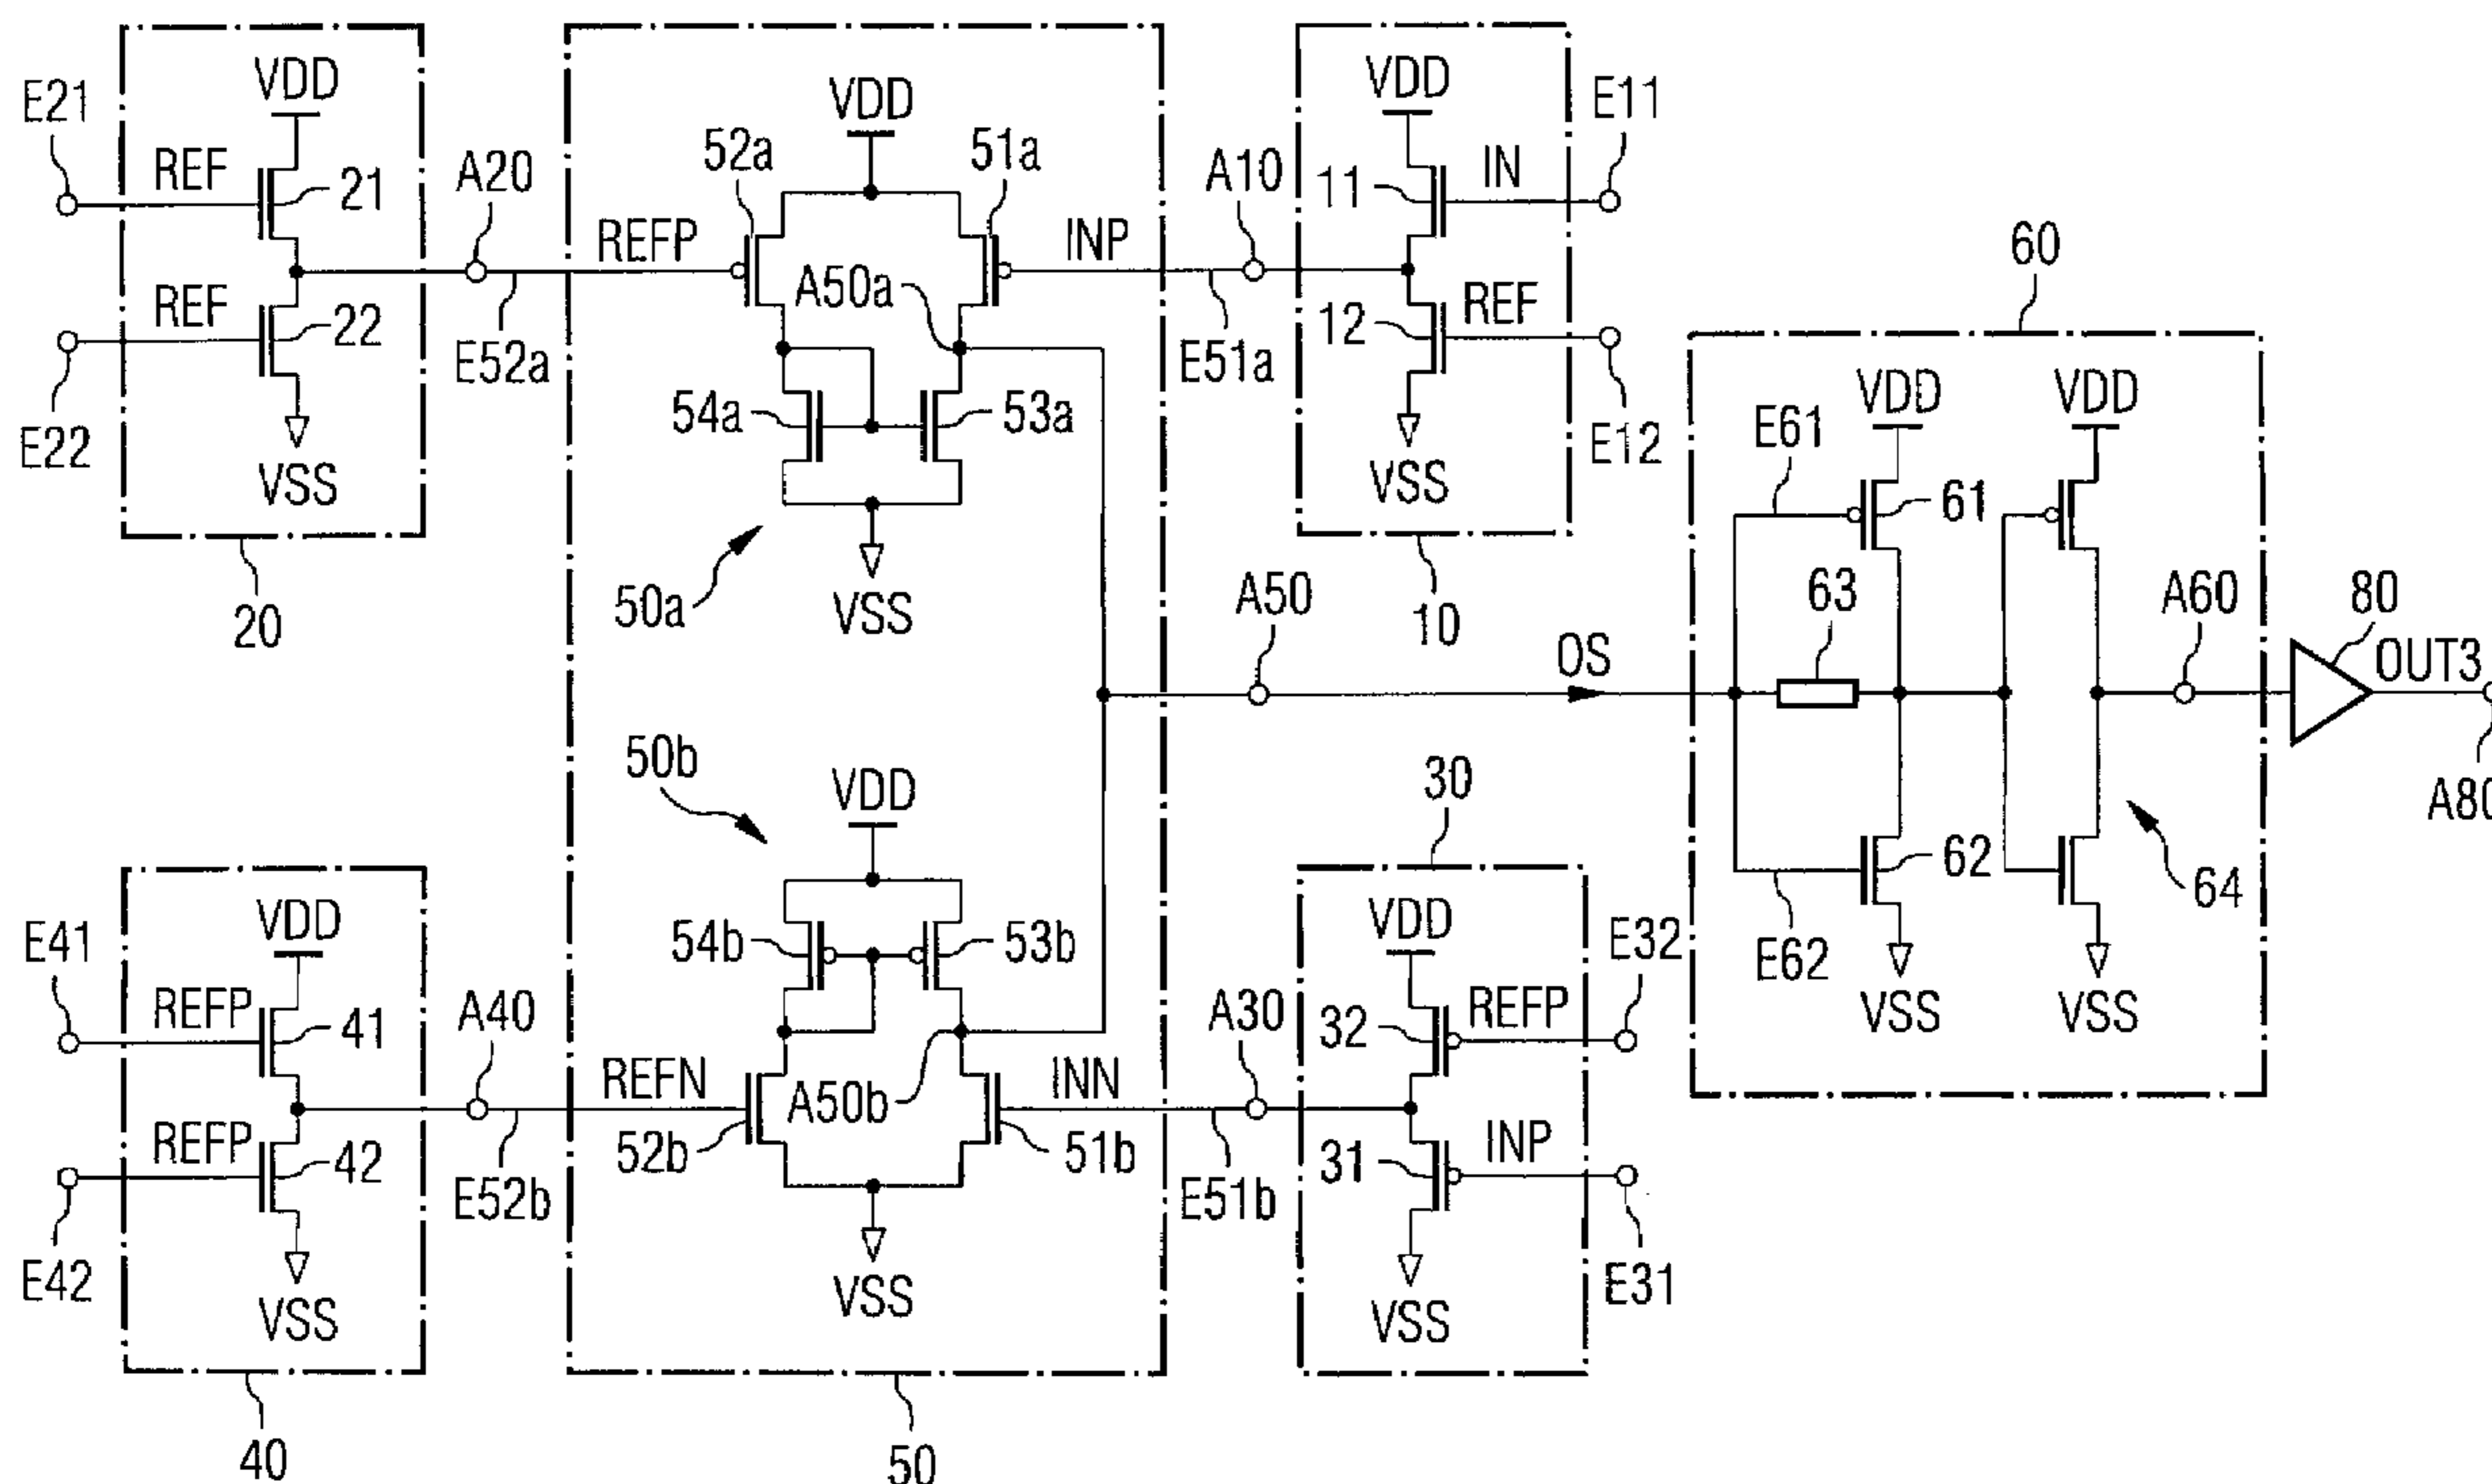 VDD
E21
REF
21
A20
REF
22
E22
E52a
VSS
20
VDD
52a
51a
REFP
INP
A50a
54a
53a
VSS
50a
VDD
E11
A10
11
IN
12
REF
E51a
E12
VSS
10
60
VDD
VDD
E61
61
63
A50
OS
A60
80
OUT3
A80
62
E62
64
VSS
VSS
50b
VDD
54b
53b
REFN
INN
A50b
52b
51b
VSS
50
VDD
E41
REFP
41
A40
REFP
42
E42
E52b
VSS
40
30
VDD
E32
A30
32
REFP
31
INP
E51b
E31
VSS